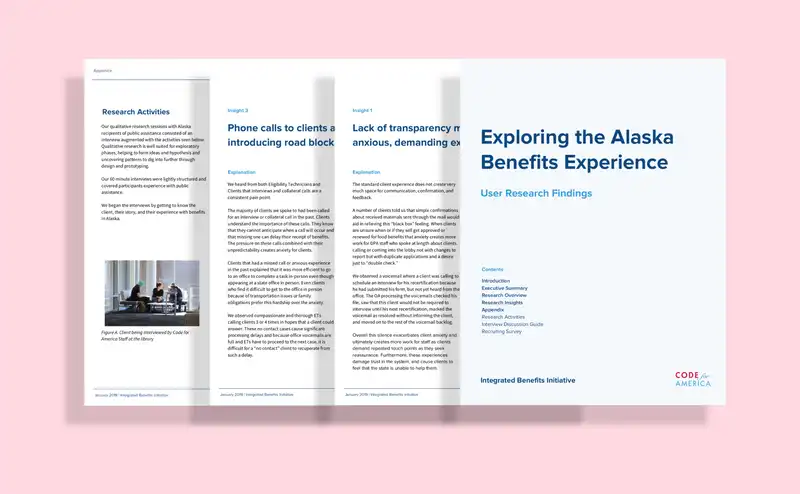 Appendix
Research Activities
Our qualitative research sessions with Alaska
recipients of public assistance consisted of an
interview augmented with the activities seen below.
Qualitative research is well suited for exploratory
phases, helping to form ideas and hypothesis and
uncovering patterns to dig into further through
design and prototyping.
Our 60 minute interviews were lightly structured and
covered participants experience with public
assistance.
We began the interviews by getting to know the
client, their story, and their experience with benefits
in Alaska.
Figure A. Client being interviewed by Code for
America Staff at the library.
January 2019 | Integrated Benefits Initiative
Insight 3
Phone calls to clients a
introducing road block
Explanation
We heard from both Eligibility Technicians and
Clients that interviews and collateral calls are a
consistent pain point.
The majority of clients we spoke to had been called
for an interview or collateral call in the past. Clients
understand the importance of these calls. They know
that they cannot anticipate when a call will occur and
that missing one can delay their receipt of benefits.
The pressure on these calls combined with their
unpredictability creates anxiety for clients.
Clients that had a missed call or anxious experience
in the past explained that it was more efficient to go
to an office to complete a task in-person even though
appearing at a state office in person. Even clients
who find it difficult to get to the office in person
because of transportation issues or family
obligations prefer this hardship over the anxiety.
We observed compassionate and thorough ETs
calling clients 3 or 4 times in hopes that a client could
answer. These no contact cases cause significant
processing delays and because office voicemails are
full and ETs have to proceed to the next case, it is
difficult for a "no contact" client to recuperate from
such a delay.
January 2019 | Integrated Benefits Initiative
Insight 1
Lack of transparency m
anxious, demanding ex
Explanation
The standard client experience does not create very
much space for communication, confirmation, and
feedback.
A number of clients told us that simple confirmations
about received materials sent through the mail would
aid in relieving this "black box" feeling. When clients
are unsure when or if they will get approved or
renewed for food benefits that anxiety creates more
work for DPA staff who spoke at length about clients
calling or coming into the lobby not with changes to
report but with duplicate applications and a desire
just to "double check."
We observed a voicemail where a client was calling to
schedule an interview for his recertification because
he had submitted his form, but not yet heard from the
office. The OA processing the voicemails checked his
file, saw that this client would not be required to
interview until his next recertification, marked the
voicemail as resolved without informing the client,
and moved on to the rest of the voicemail backlog.
Overall this silence exacerbates client anxiety and
ultimately creates more work for staff as clients
demand repeated touch points as they seek
reassurance. Furthermore, these experiences
damage trust in the system, and cause clients to
feel that the state is unable to help them.
January 2019 | Integrated Benefits Initiative
Exploring the Alaska
Benefits Experience
User Research Findings
Contents
Introduction
Executive Summary
Research Overview
Research Insights
Appendix
Research Activities
Interview Discussion Guide
Recruiting Survey
Integrated Benefits Initiative
CODE for
AMERICA